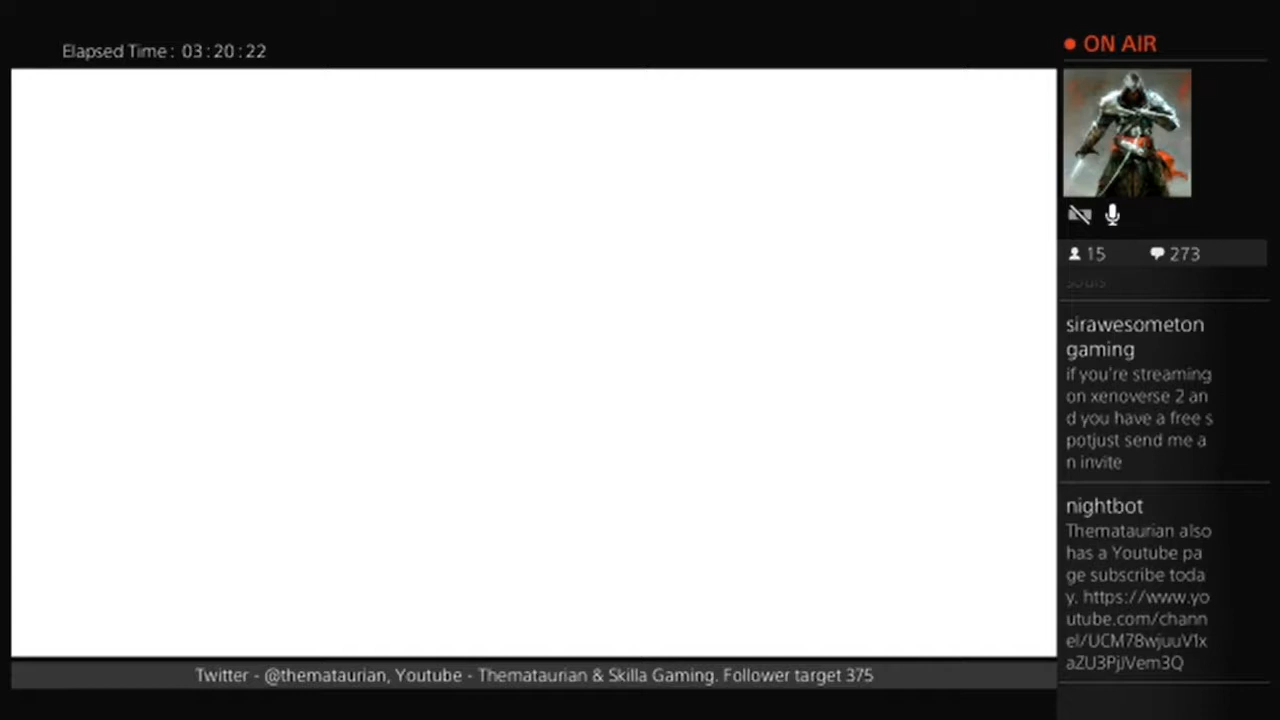 Elapsed Time: 03:20:22
ON AIR
15 273
sirawesometon
gaming
if you're streaming
on xenoverse 2 an
d you have a free s
potjust send me a
n invite
nightbot
Themataurian also
has a Youtube pa
ge subscribe toda
y. https://www.yo
utube.com/chann
el/UCM78wjuuV1x
aZU3PjJVem3Q
Twitter - @themataurian, Youtube - Themataurian & Skilla Gaming. Follower target 375